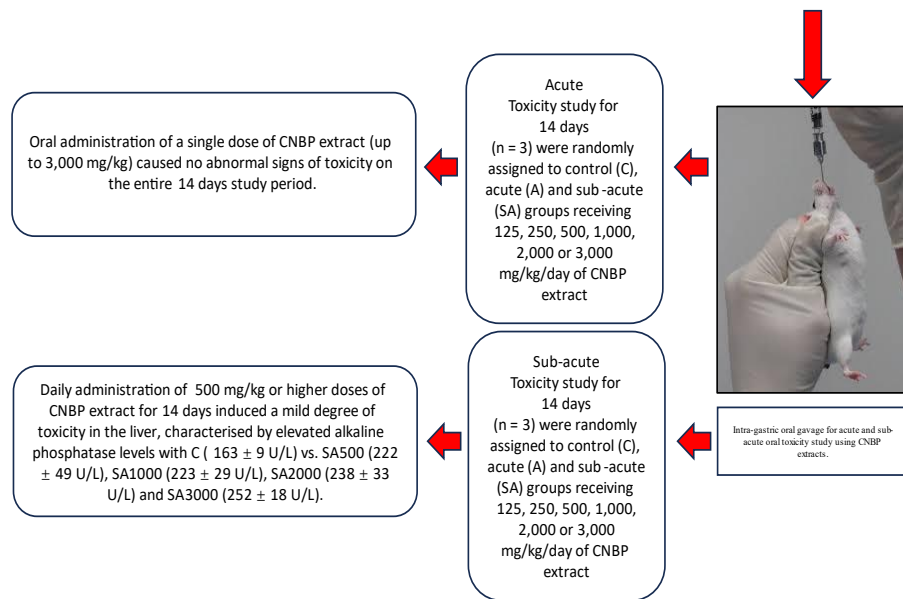 Oral administration of a single dose of CNBP extract (up
to 3,000 mg/kg) caused no abnormal signs of toxicity on
the entire 14 days study period.
Acute
Toxicity study for
14 days
(n = 3) were randomly
assigned to control (C),
acute (A) and sub-acute
(SA) groups receiving
125, 250, 500, 1,000,
2,000 or 3,000
mg/kg/day of CNBP
extract
Daily administration of 500 mg/kg or higher doses of
CNBP extract for 14 days induced a mild degree of
toxicity in the liver, characterised by elevated alkaline
phosphatase levels with C ( 163 ± 9 U/L) vs. SA500 (222
± 49 U/L), SA1000 (223 ± 29 U/L), SA2000 (238 ± 33
U/L) and SA3000 (252 ± 18 U/L).
Sub-acute
Toxicity study for
14 days
(n = 3) were randomly
assigned to control (C),
acute (A) and sub-acute
(SA) groups receiving
125, 250, 500, 1,000,
2,000 or 3,000
mg/kg/day of CNBP
extract
Intra-gastric oral gavage for acute and sub-
acute oral toxicity study using CNBP
extracts.